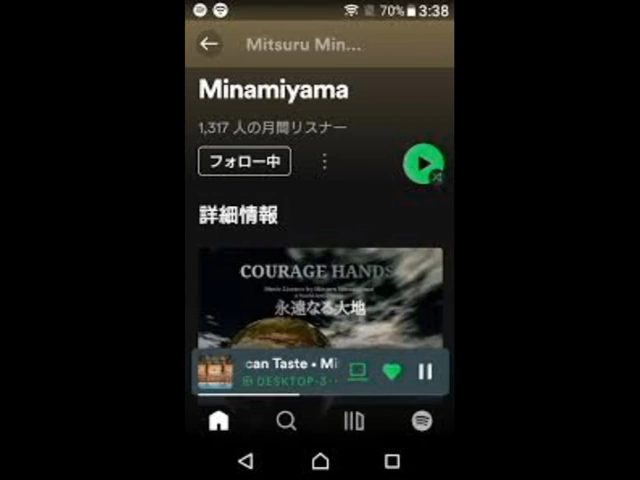 70% 3:38
Mitsuru Min...
Minamiyama
1,317 人の月間リスナー
フォロー中
詳細情報
COURAGE HANDS
永遠なる大地
can Taste • Mi
DESKTOP-3